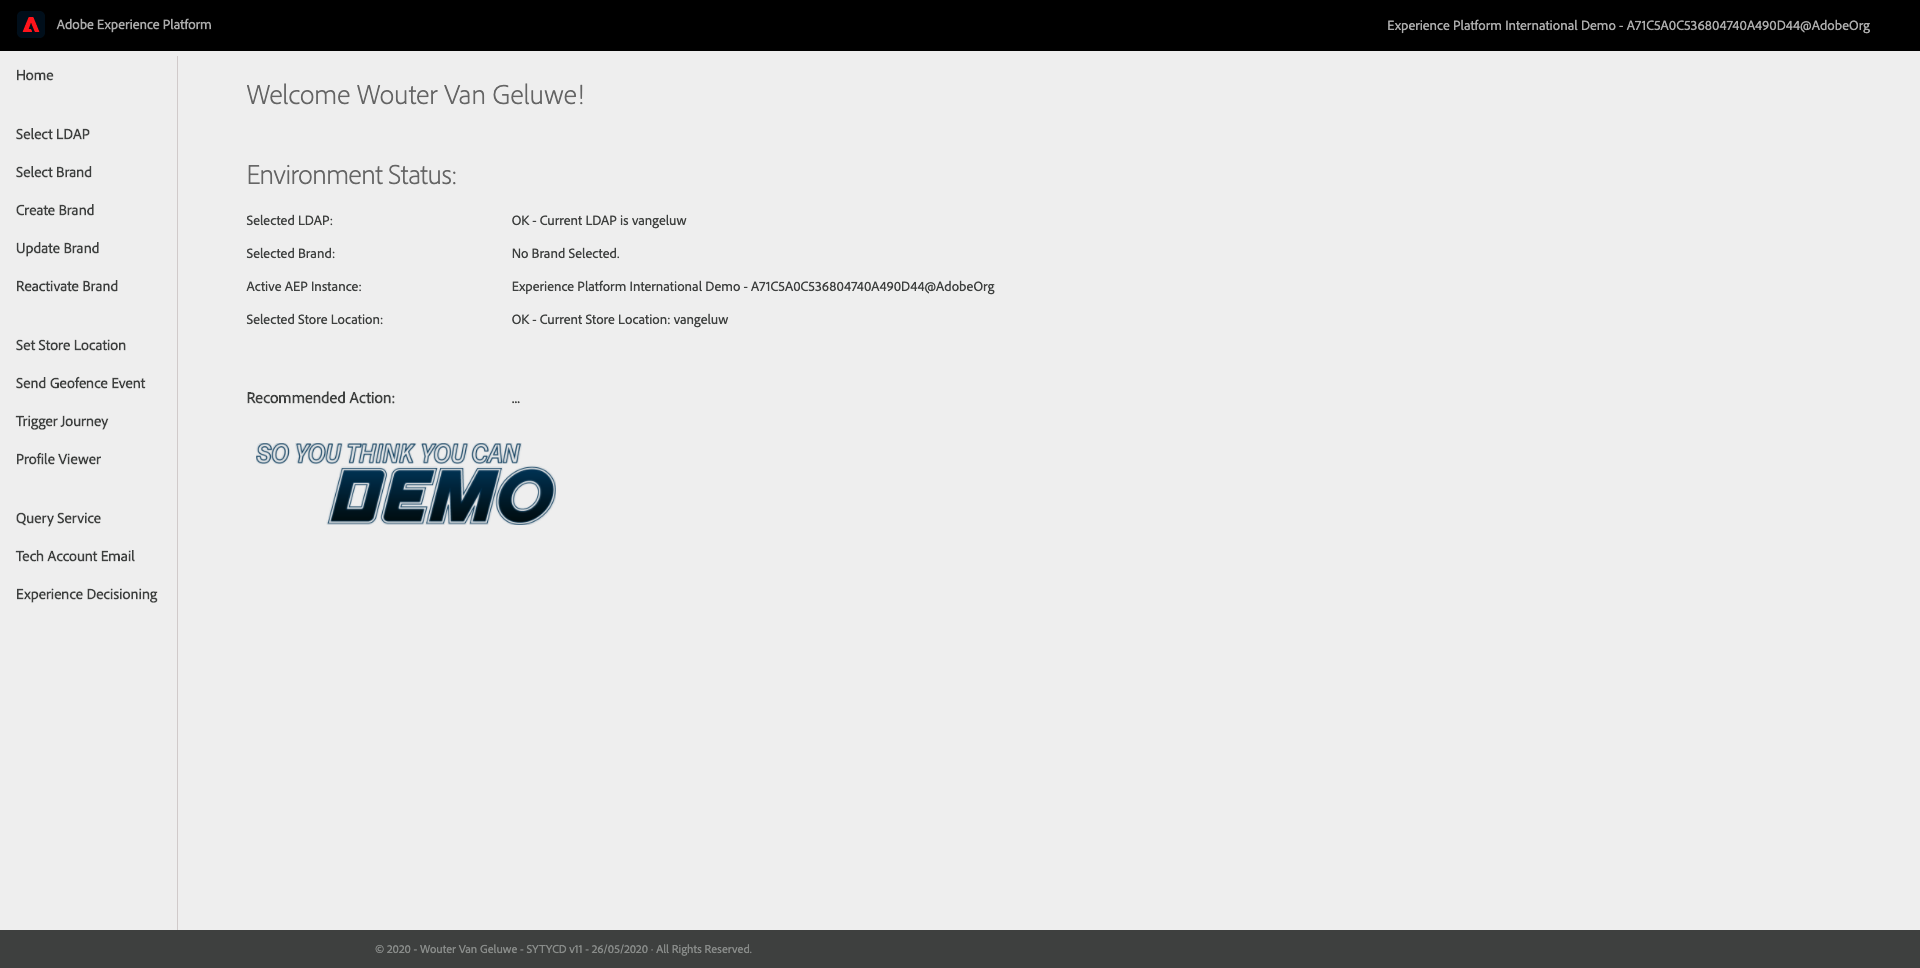 Adobe Experience Platform
Experience Platform International Demo - A71C5A0C536804740A490D44@AdobeOrg
Home
Select LDAP
Select Brand
Create Brand
Update Brand
Reactivate Brand
Set Store Location
Send Geofence Event
Trigger Journey
Profile Viewer
Query Service
Tech Account Email
Experience Decisioning
Welcome Wouter Van Geluwe!
Environment Status:
Selected LDAP: OK - Current LDAP is vangeluw
Selected Brand: No Brand Selected.
Active AEP Instance: Experience Platform International Demo - A71C5A0C536804740A490D44@AdobeOrg
Selected Store Location: OK - Current Store Location: vangeluw
Recommended Action: ...
SO YOU THINK YOU CAN
DEMO
© 2020 - Wouter Van Geluwe - SYTYCD v11 - 26/05/2020 · All Rights Reserved.